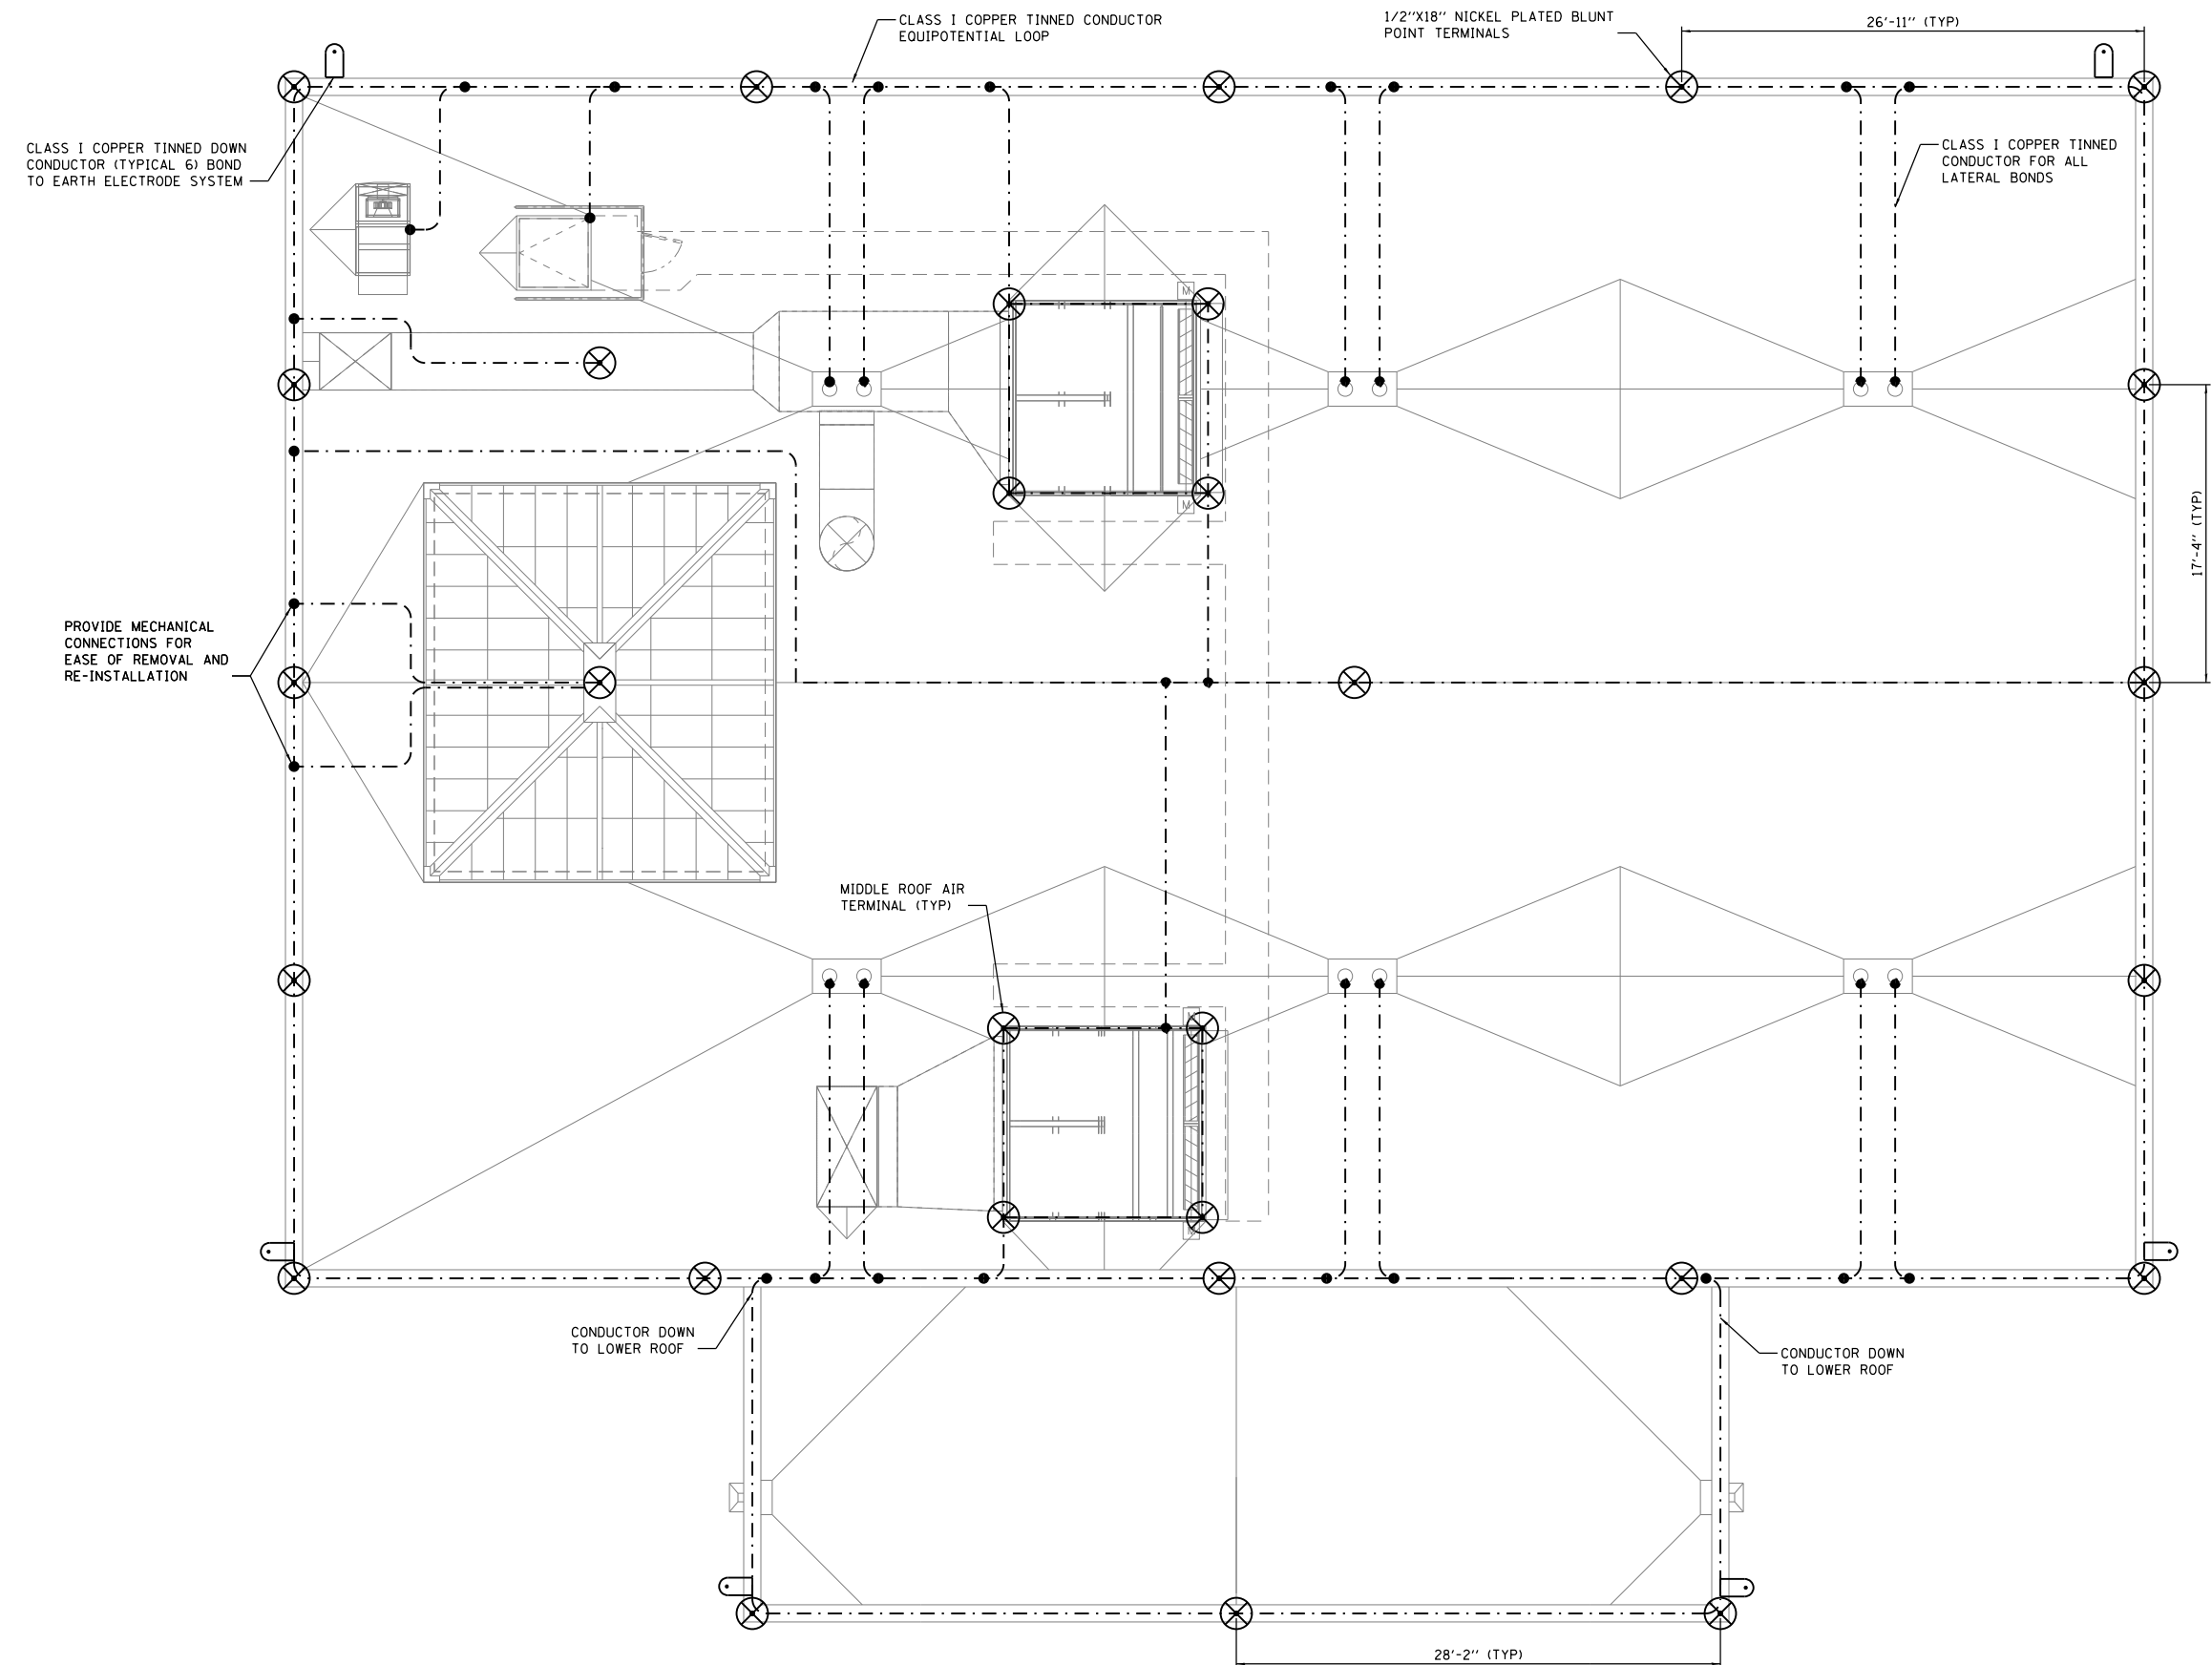 CLASS I COPPER TINNED CONDUCTOR
EQUIPOTENTIAL LOOP
1/2"X18" NICKEL PLATED BLUNT
POINT TERMINALS
26'-11" (TYP)
CLASS I COPPER TINNED DOWN
CONDUCTOR (TYPICAL 6) BOND
TO EARTH ELECTRODE SYSTEM
CLASS I COPPER TINNED
CONDUCTOR FOR ALL
LATERAL BONDS
M
M
17'-4" (TYP)
PROVIDE MECHANICAL
CONNECTIONS FOR
EASE OF REMOVAL AND
RE-INSTALLATION
MIDDLE ROOF AIR
TERMINAL (TYP)
CONDUCTOR DOWN
TO LOWER ROOF
CONDUCTOR DOWN
TO LOWER ROOF
28'-2" (TYP)